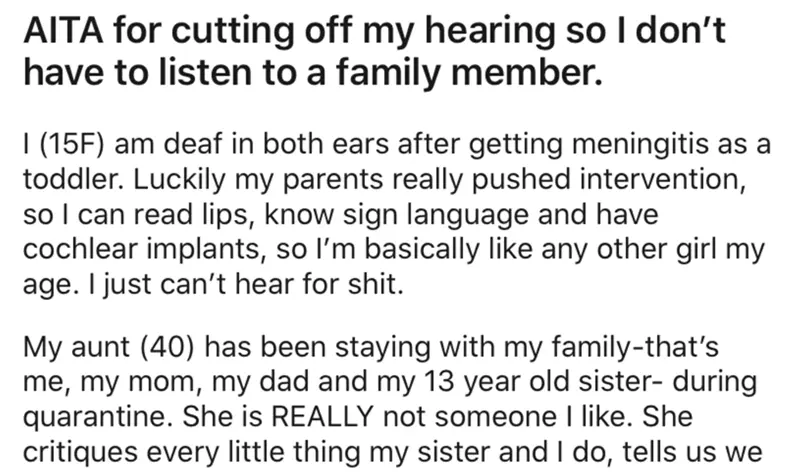 AITA for cutting off my hearing so I don’t
have to listen to a family member.
I (15F) am deaf in both ears after getting meningitis as a
toddler. Luckily my parents really pushed intervention,
so I can read lips, know sign language and have
cochlear implants, so I’m basically like any other girl my
age. I just can’t hear for shit.
My aunt (40) has been staying with my family-that’s
me, my mom, my dad and my 13 year old sister- during
quarantine. She is REALLY not someone I like. She
critiques every little thing my sister and I do, tells us we